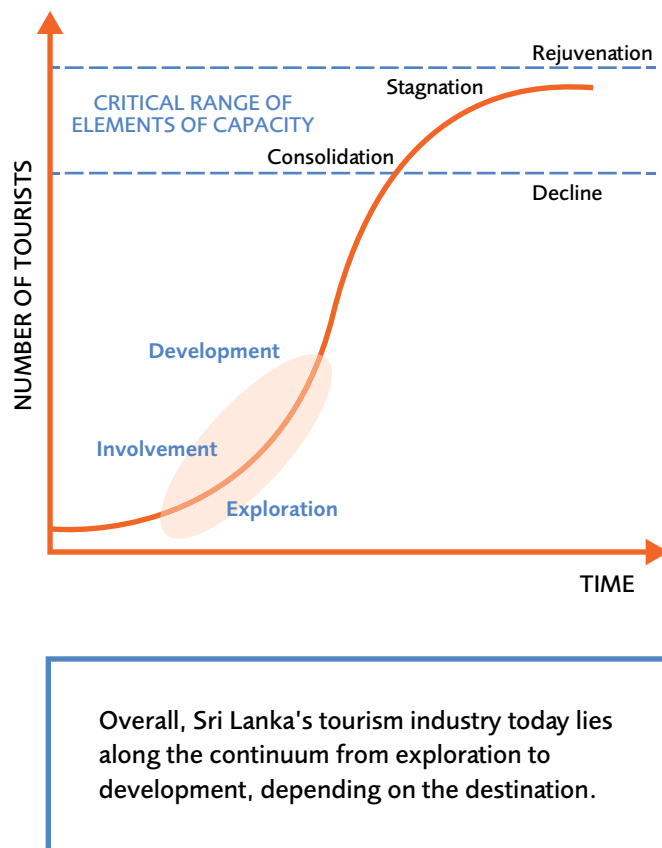 Rejuvenation
Stagnation
CRITICAL RANGE OF
ELEMENTS OF CAPACITY
Consolidation
Decline
NUMBER OF TOURISTS
Development
Involvement
Exploration
TIME
Overall, Sri Lanka’s tourism industry today lies
along the continuum from exploration to
development, depending on the destination.